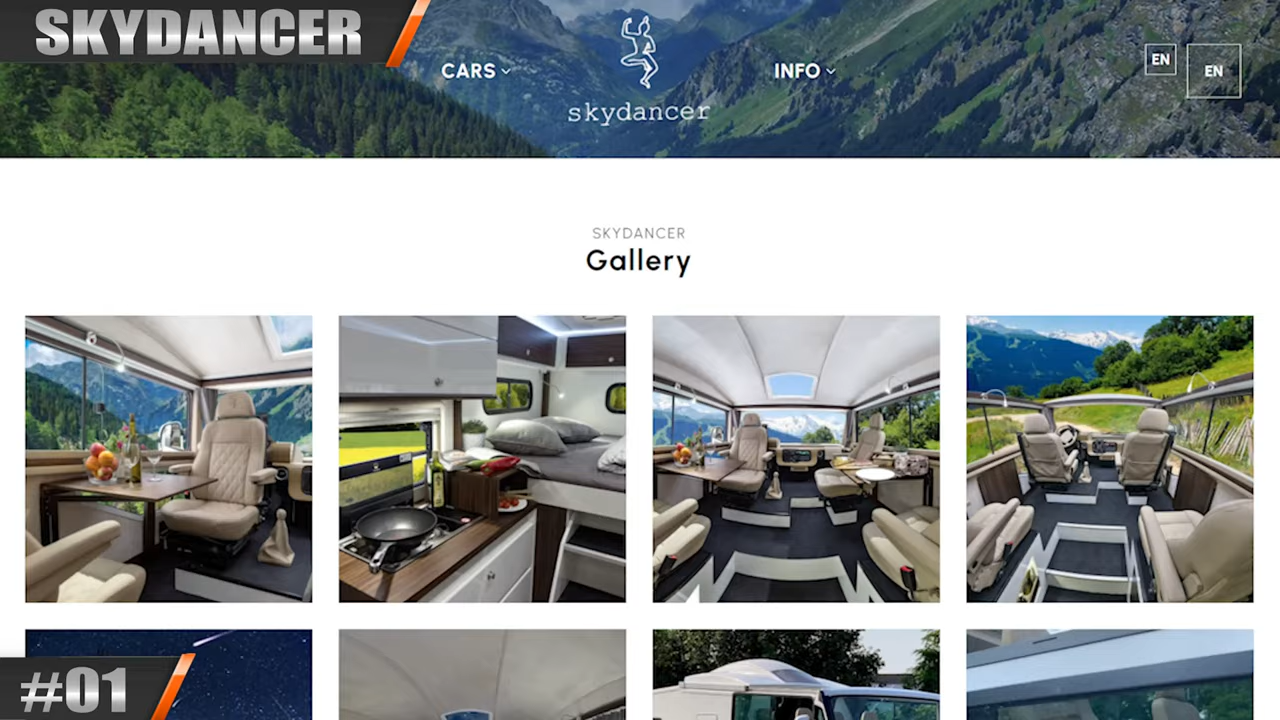 SKYDANCER
CARS
INFO
EN
EN
skydancer
SKYDANCER
Gallery
#01